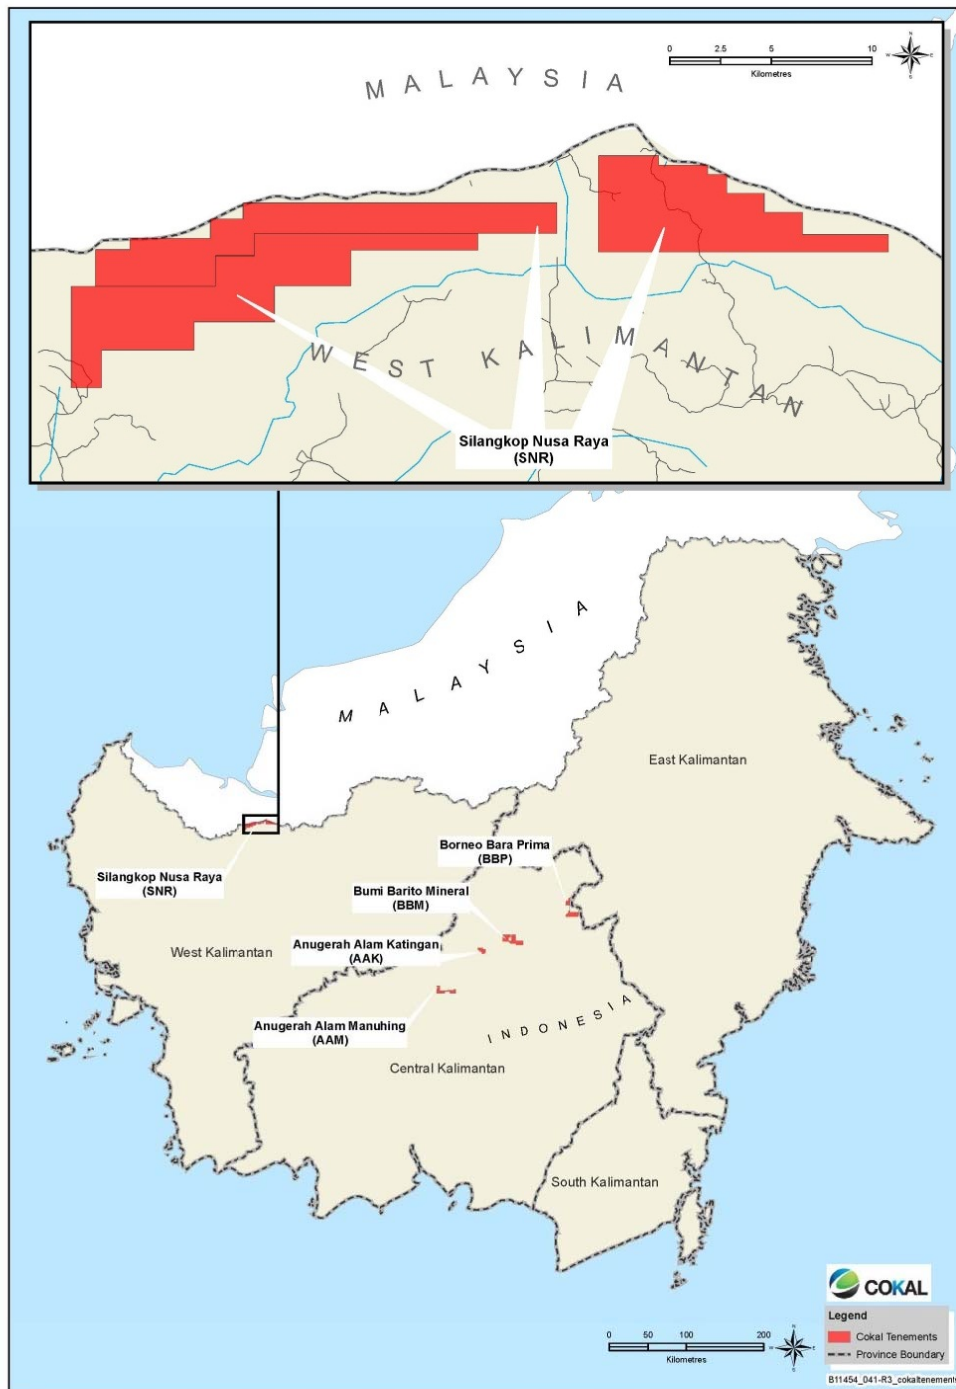 0 2.5 5 10
Kilometres
N
W E
S
MALAYSIA
WEST KALIMANTAN
Silangkop Nusa Raya
(SNR)
MALAYSIA
East Kalimantan
Borneo Bara Prima
(BBP)
Silangkop Nusa Raya
(SNR)
Bumi Barito Mineral
(BBM)
West Kalimantan
Anugerah Alam Katingan
(AAK)
INDONESIA
Anugerah Alam Manuhing
(AAM)
Central Kalimantan
South Kalimantan
COKAL
Legend
Cokal Tenements
Province Boundary
0 50 100 200
Kilometres
N
W E
S
B11454_041-R3_cokaltenements